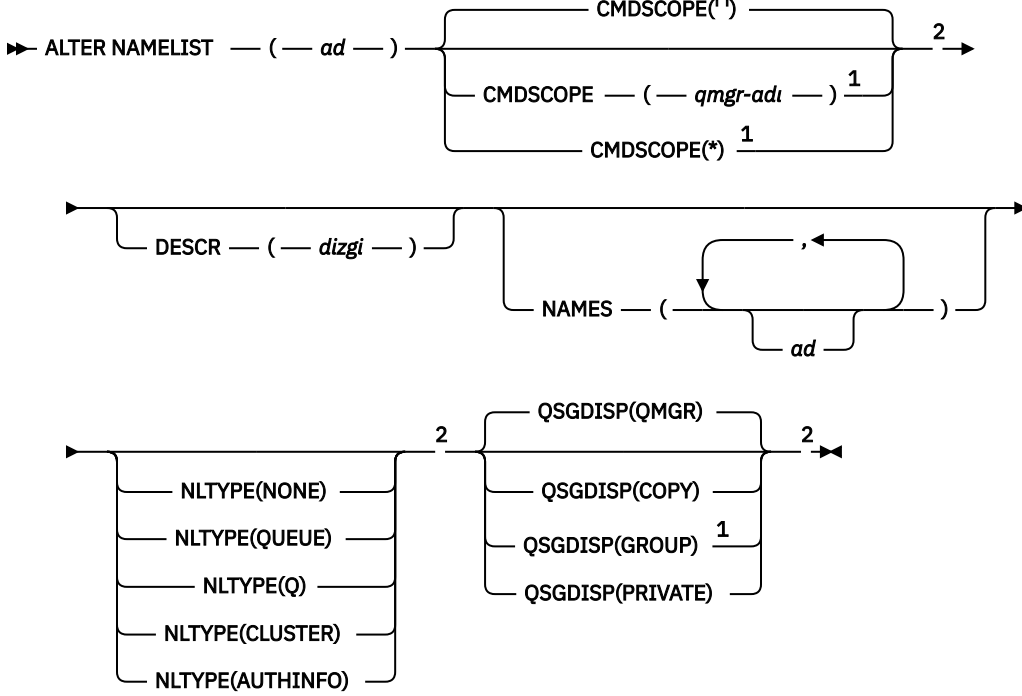 CMDSCOPE(' ')
ALTER NAMELIST ( ad ) 2
CMDSCOPE ( qmgr-adı ) 1
CMDSCOPE(*) 1
DESCR ( dizgi )
,
NAMES ( ad )
QSGDISP(QMGR)
2 2
NLTYPE(NONE) QSGDISP(COPY)
NLTYPE(QUEUE) QSGDISP(GROUP) 1
NLTYPE(Q) QSGDISP(PRIVATE)
NLTYPE(CLUSTER)
NLTYPE(AUTHINFO)